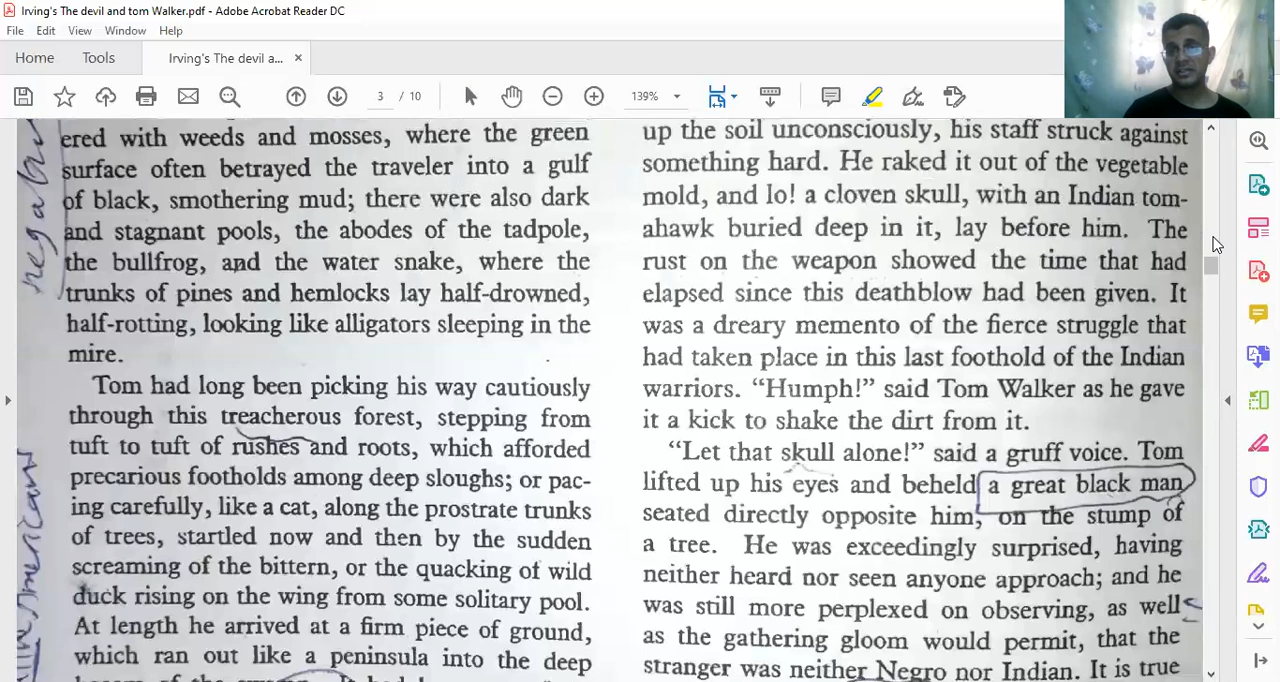 Irving's The devil and tom Walker.pdf - Adobe Acrobat Reader DC
File Edit View Window Help
Home Tools Irving's The devil a... ×
3 / 10 139%
ered with weeds and mosses, where the green
surface often betrayed the traveler into a gulf
of black, smothering mud; there were also dark
and stagnant pools, the abodes of the tadpole,
the bullfrog, and the water snake, where the
trunks of pines and hemlocks lay half-drowned,
half-rotting, looking like alligators sleeping in the
mire.
Tom had long been picking his way cautiously
through this treacherous forest, stepping from
tuft to tuft of rushes and roots, which afforded
precarious footholds among deep sloughs; or pac-
ing carefully, like a cat, along the prostrate trunks
of trees, startled now and then by the sudden
screaming of the bittern, or the quacking of wild
duck rising on the wing from some solitary pool.
At length he arrived at a firm piece of ground,
which ran out like a peninsula into the deep
up the soil unconsciously, his staff struck against
something hard. He raked it out of the vegetable
mold, and lo! a cloven skull, with an Indian tom-
ahawk buried deep in it, lay before him. The
rust on the weapon showed the time that had
elapsed since this deathblow had been given. It
was a dreary memento of the fierce struggle that
had taken place in this last foothold of the Indian
warriors. “Humph!” said Tom Walker as he gave
it a kick to shake the dirt from it.
“Let that skull alone!” said a gruff voice. Tom
lifted up his eyes and beheld a great black man
seated directly opposite him, on the stump of
a tree. He was exceedingly surprised, having
neither heard nor seen anyone approach; and he
was still more perplexed on observing, as well
as the gathering gloom would permit, that the
stranger was neither Negro nor Indian. It is true